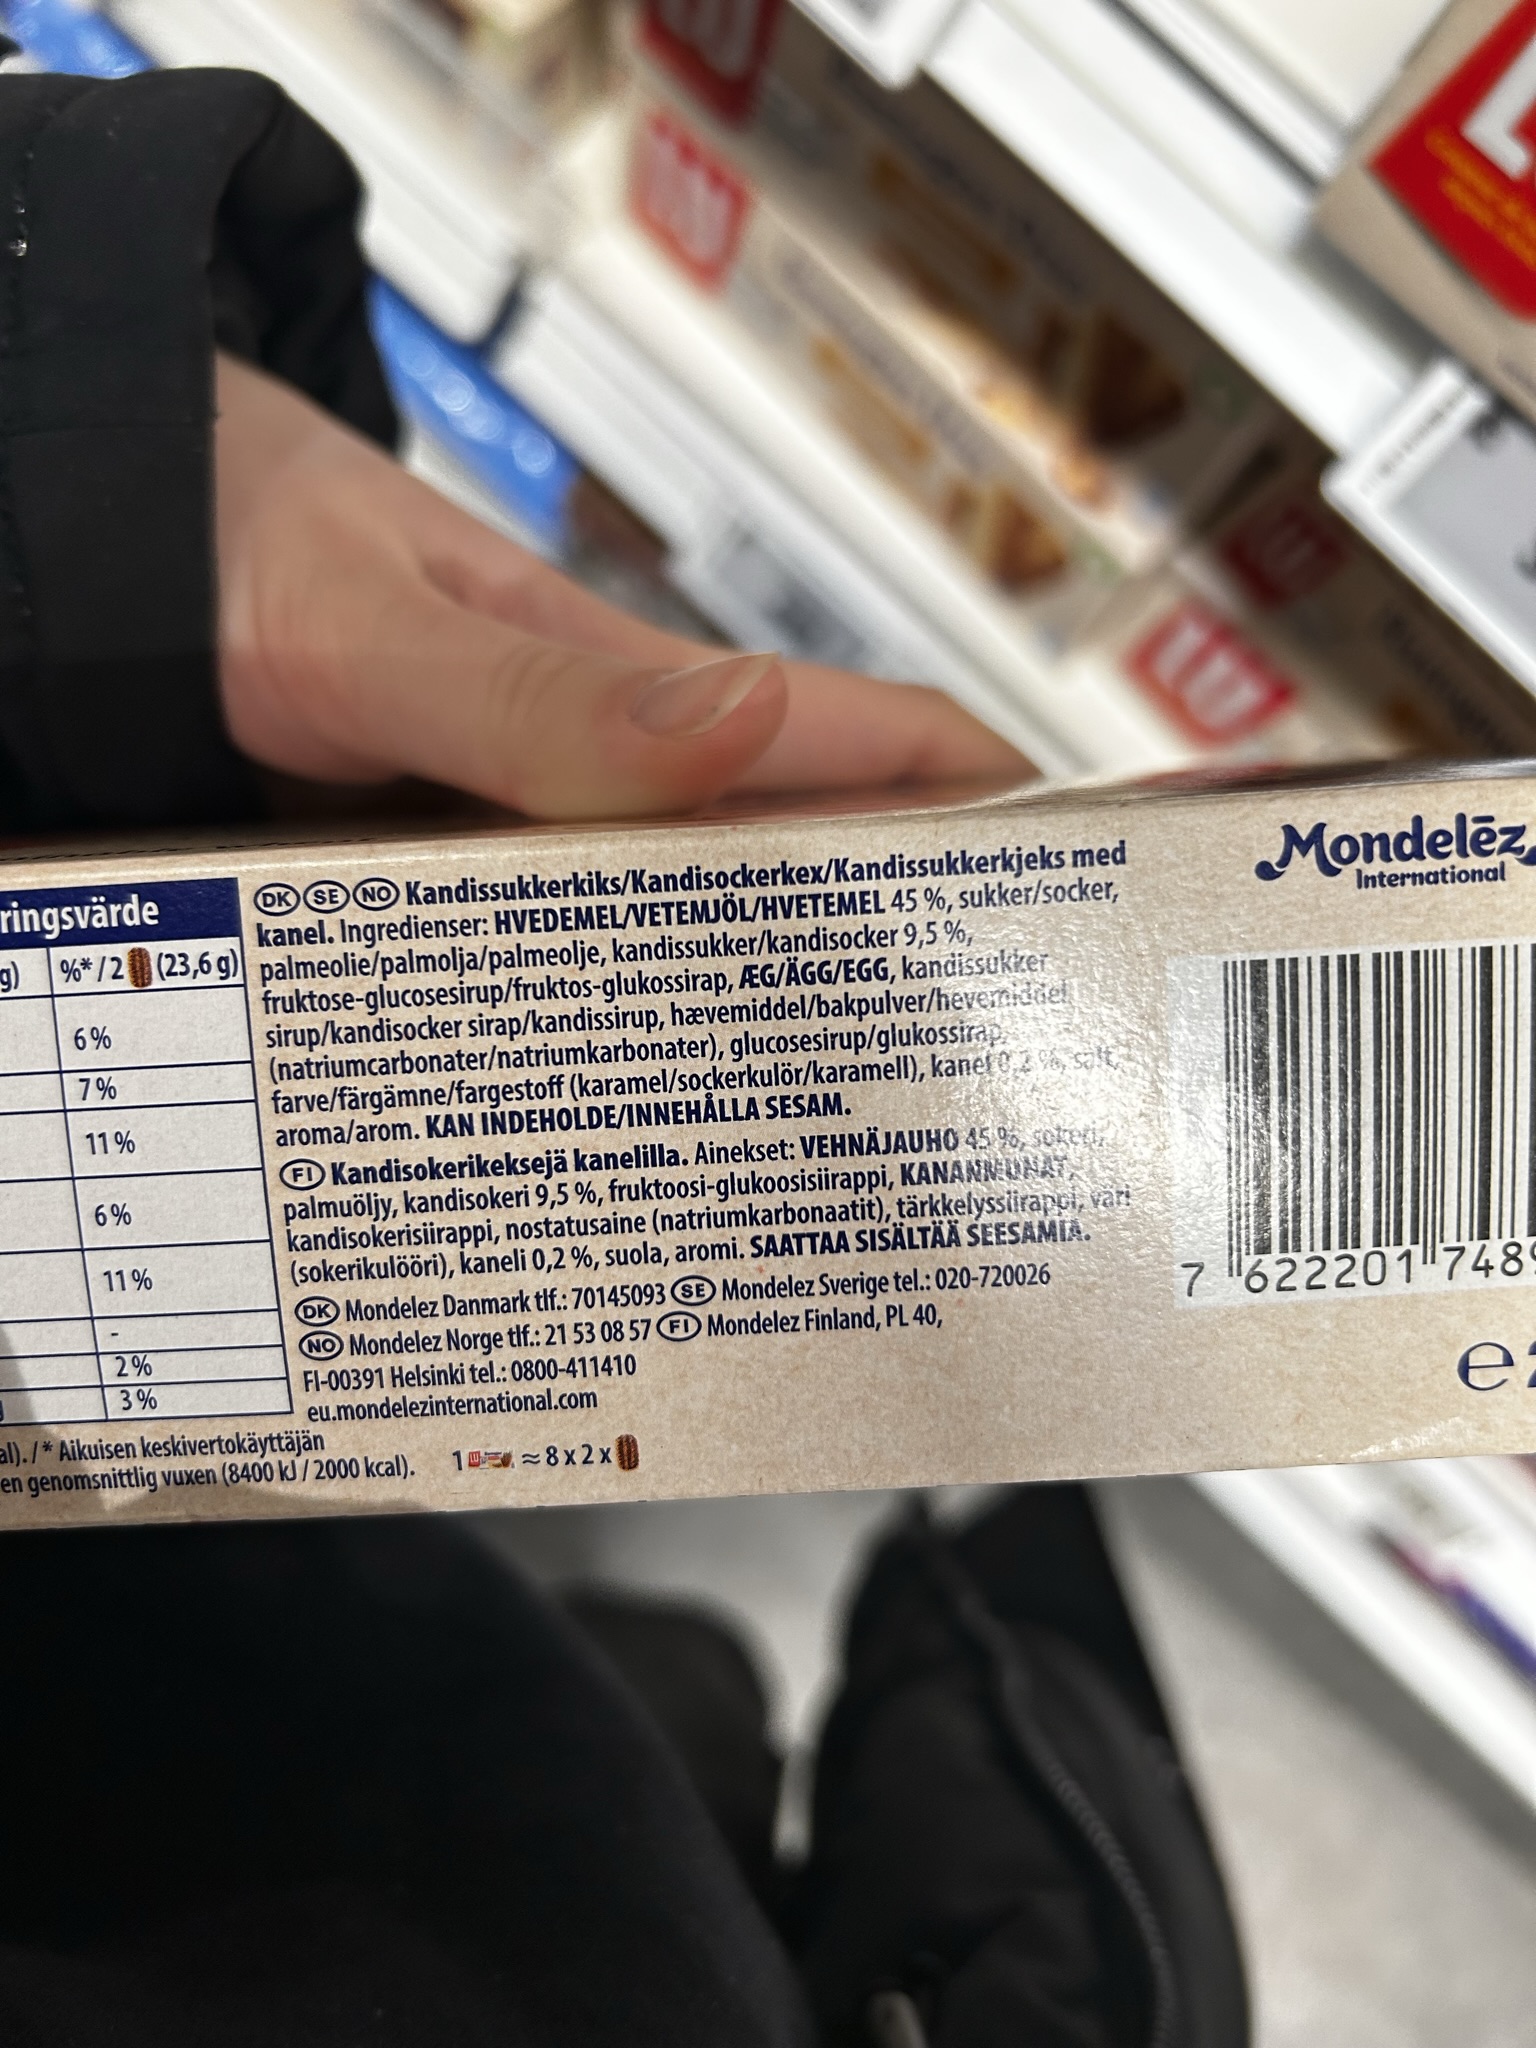 LU
ringsvärde
g) %*/2 (23,6 g)
6 %
7 %
11 %
6 %
11 %
-
2 %
3 %
al). / * Aikuisen keskivertokäyttäjän
en genomsnittlig vuxen (8400 kJ / 2000 kcal).
DK SE NO Kandissukkerkiks/Kandisockerkex/Kandissukkerkjeks med
kanel. Ingredienser: HVEDEMEL/VETEMJÖL/HVETEMEL 45 %, sukker/socker,
palmeolie/palmolja/palmeolje, kandissukker/kandisocker 9,5 %,
fruktose-glucosesirup/fruktos-glukossirap, ÆG/ÄGG/EGG, kandissukker
sirup/kandisocker sirap/kandissirup, hævemiddel/bakpulver/hevemiddel
(natriumcarbonater/natriumkarbonater), glucosesirup/glukossirap,
farve/färgämne/fargestoff (karamel/sockerkulör/karamell), kanel 0,2 %, salt,
aroma/arom. KAN INDEHOLDE/INNEHÅLLA SESAM.
FI Kandisokerikeksejä kanelilla. Ainekset: VEHNÄJAUHO 45 %, sokeri,
palmuöljy, kandisokeri 9,5 %, fruktoosi-glukoosisiirappi, KANANMUNAT,
kandisokerisiirappi, nostatusaine (natriumkarbonaatit), tärkkelyssiirappi, väri
(sokerikulööri), kaneli 0,2 %, suola, aromi. SAATTAA SISÄLTÄÄ SEESAMIA.
DK Mondelez Danmark tlf.: 70145093 SE Mondelez Sverige tel.: 020-720026
NO Mondelez Norge tlf.: 21 53 08 57 FI Mondelez Finland, PL 40,
FI-00391 Helsinki tel.: 0800-411410
eu.mondelezinternational.com
1 ≈ 8 x 2 x
Mondelēz
International
7 622201 748
e